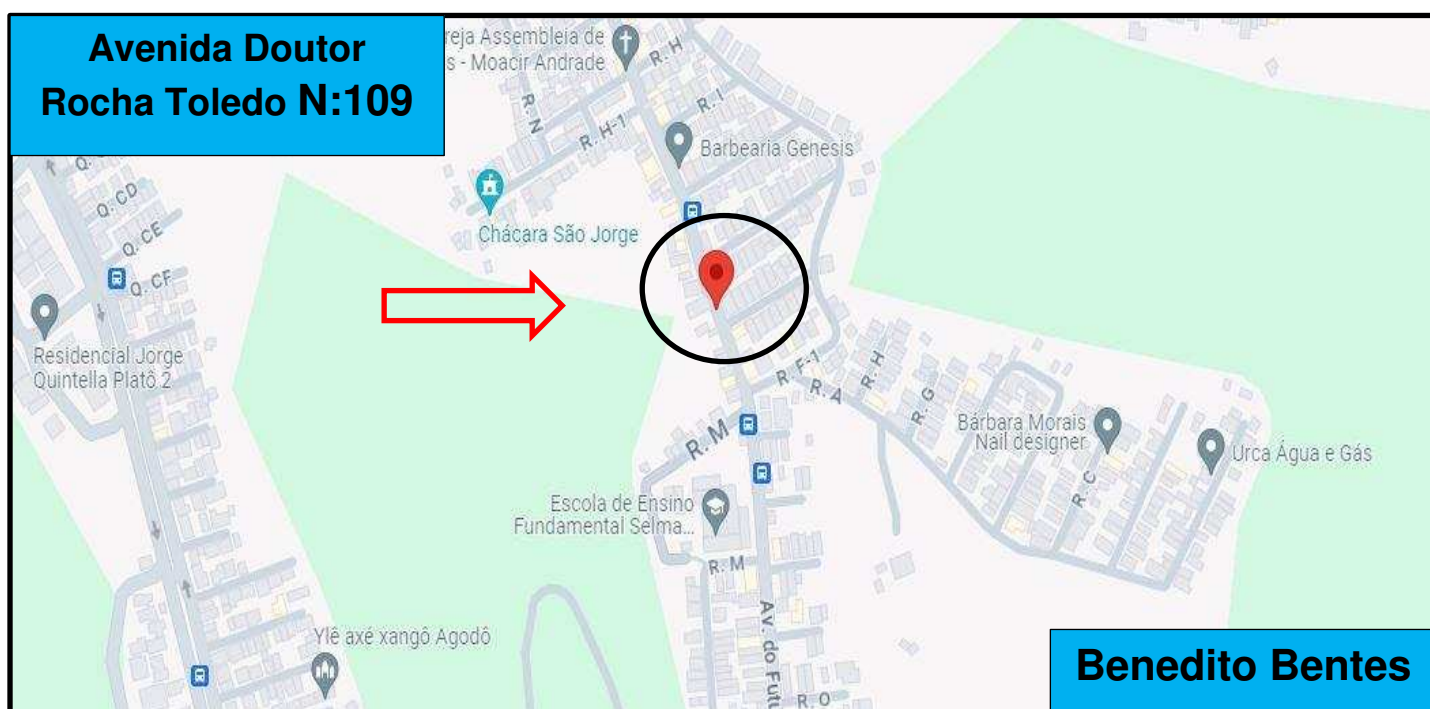 Avenida Doutor
Rocha Toledo N:109
reja Assembleia de
s - Moacir Andrade
R. H
R. N
R. I
R. H-1
Barbearia Genesis
Q. CD
Q. CE
Q. CF
Chácara São Jorge
Residencial Jorge
Quintella Platô 2
R. F-1
R. A
R. H
R. G
R. M
Bárbara Morais
Nail designer
Urca Água e Gás
R. C
Escola de Ensino
Fundamental Selma...
R. M
Av. do Futu
Ylê axé xangô Agodô
R. O
Benedito Bentes